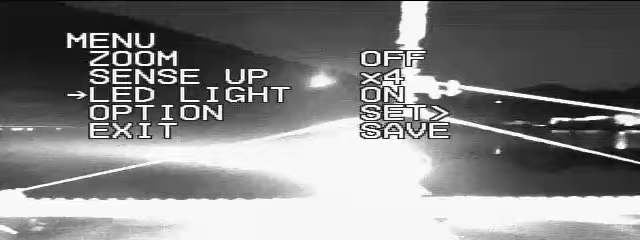 MENU
ZOOM OFF
SENSE UP x4
→LED LIGHT ON
OPTION SET>
EXIT SAVE